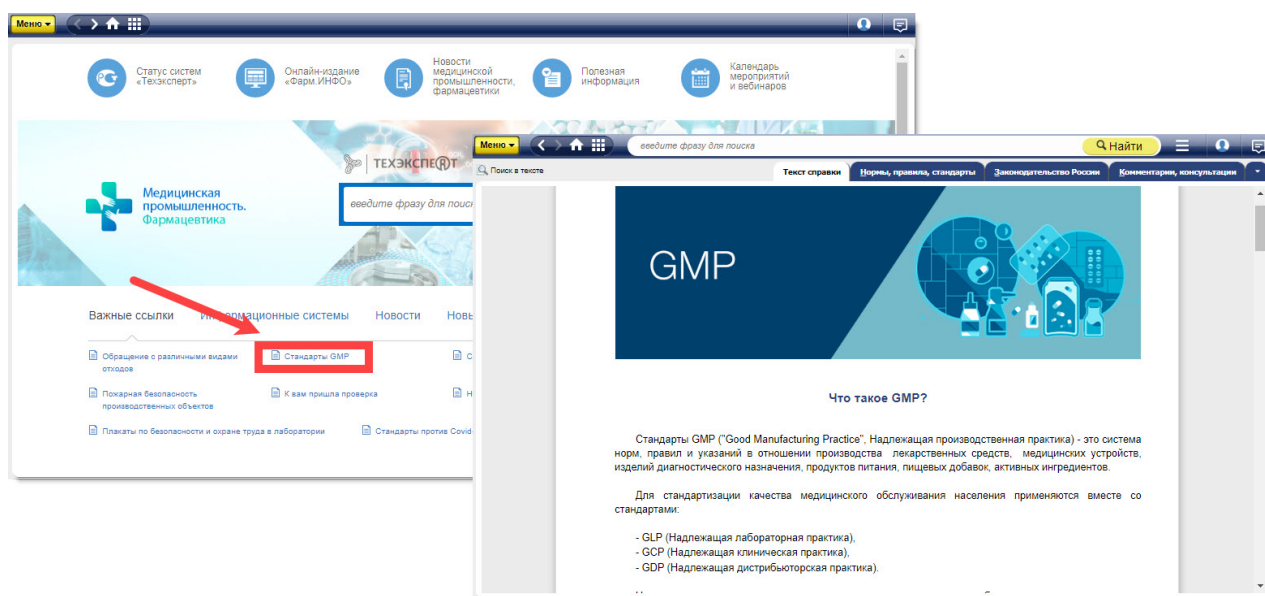 Меню
Статус систем
«Техэксперт»
Онлайн-издание
«Фарм.ИНФО»
Новости
медицинской
промышленности,
фармацевтики
Полезная
информация
Календарь
мероприятий
и вебинаров
ТЕХЭКСПЕРТ
Медицинская
промышленность.
Фармацевтика
введите фразу для поиск
Важные ссылки
Информационные системы
Новости
Новы
Обращение с различными видами
отходов
Стандарты GMP
С
Пожарная безопасность
производственных объектов
К вам пришла проверка
Н
Плакаты по безопасности и охране труда в лаборатории
Стандарты против Covid-
Меню
введите фразу для поиска
Найти
Поиск в тексте
Текст справки
Нормы, правила, стандарты
Законодательство России
Комментарии, консультации
GMP
Что такое GMP?
Стандарты GMP ("Good Manufacturing Practice", Надлежащая производственная практика) - это система
норм, правил и указаний в отношении производства лекарственных средств, медицинских устройств,
изделий диагностического назначения, продуктов питания, пищевых добавок, активных ингредиентов.
Для стандартизации качества медицинского обслуживания населения применяются вместе со
стандартами:
- GLP (Надлежащая лабораторная практика),
- GCP (Надлежащая клиническая практика),
- GDP (Надлежащая дистрибьюторская практика).